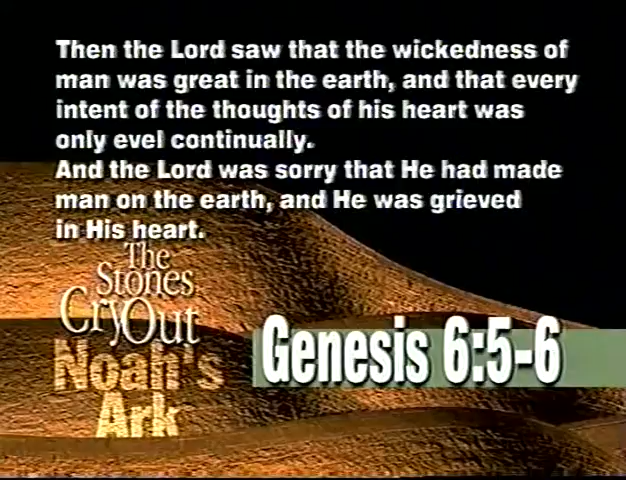 Then the Lord saw that the wickedness of
man was great in the earth, and that every
intent of the thoughts of his heart was
only evel continually.
And the Lord was sorry that He had made
man on the earth, and He was grieved
in His heart.
The
Stones
Cry Out
Noah's
Ark
Genesis 6:5-6